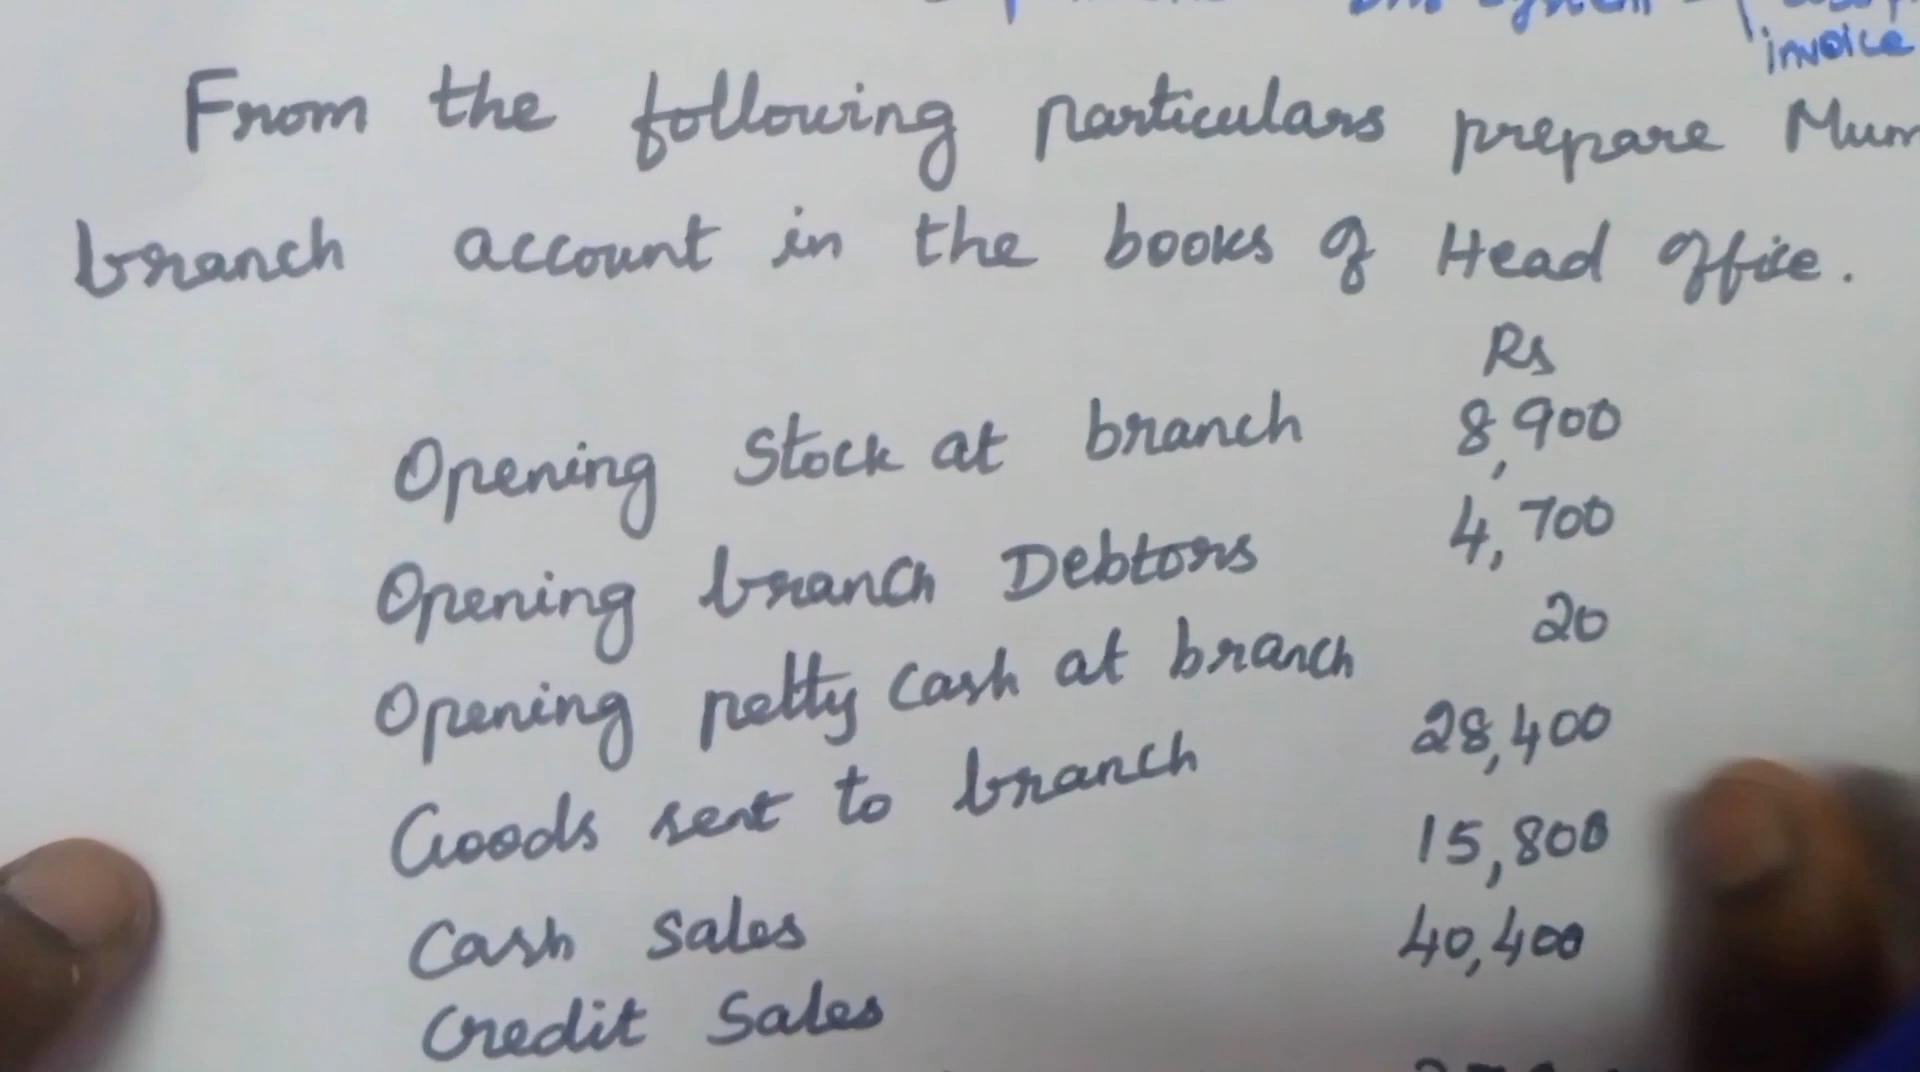 invoice
From the following particulars prepare Mum
branch account in the books of Head office.
Rs
Opening Stock at branch 8,900
Opening branch Debtors 4,700
Opening petty cash at branch 20
Goods sent to branch 28,400
Cash Sales 15,800
Credit Sales 40,400